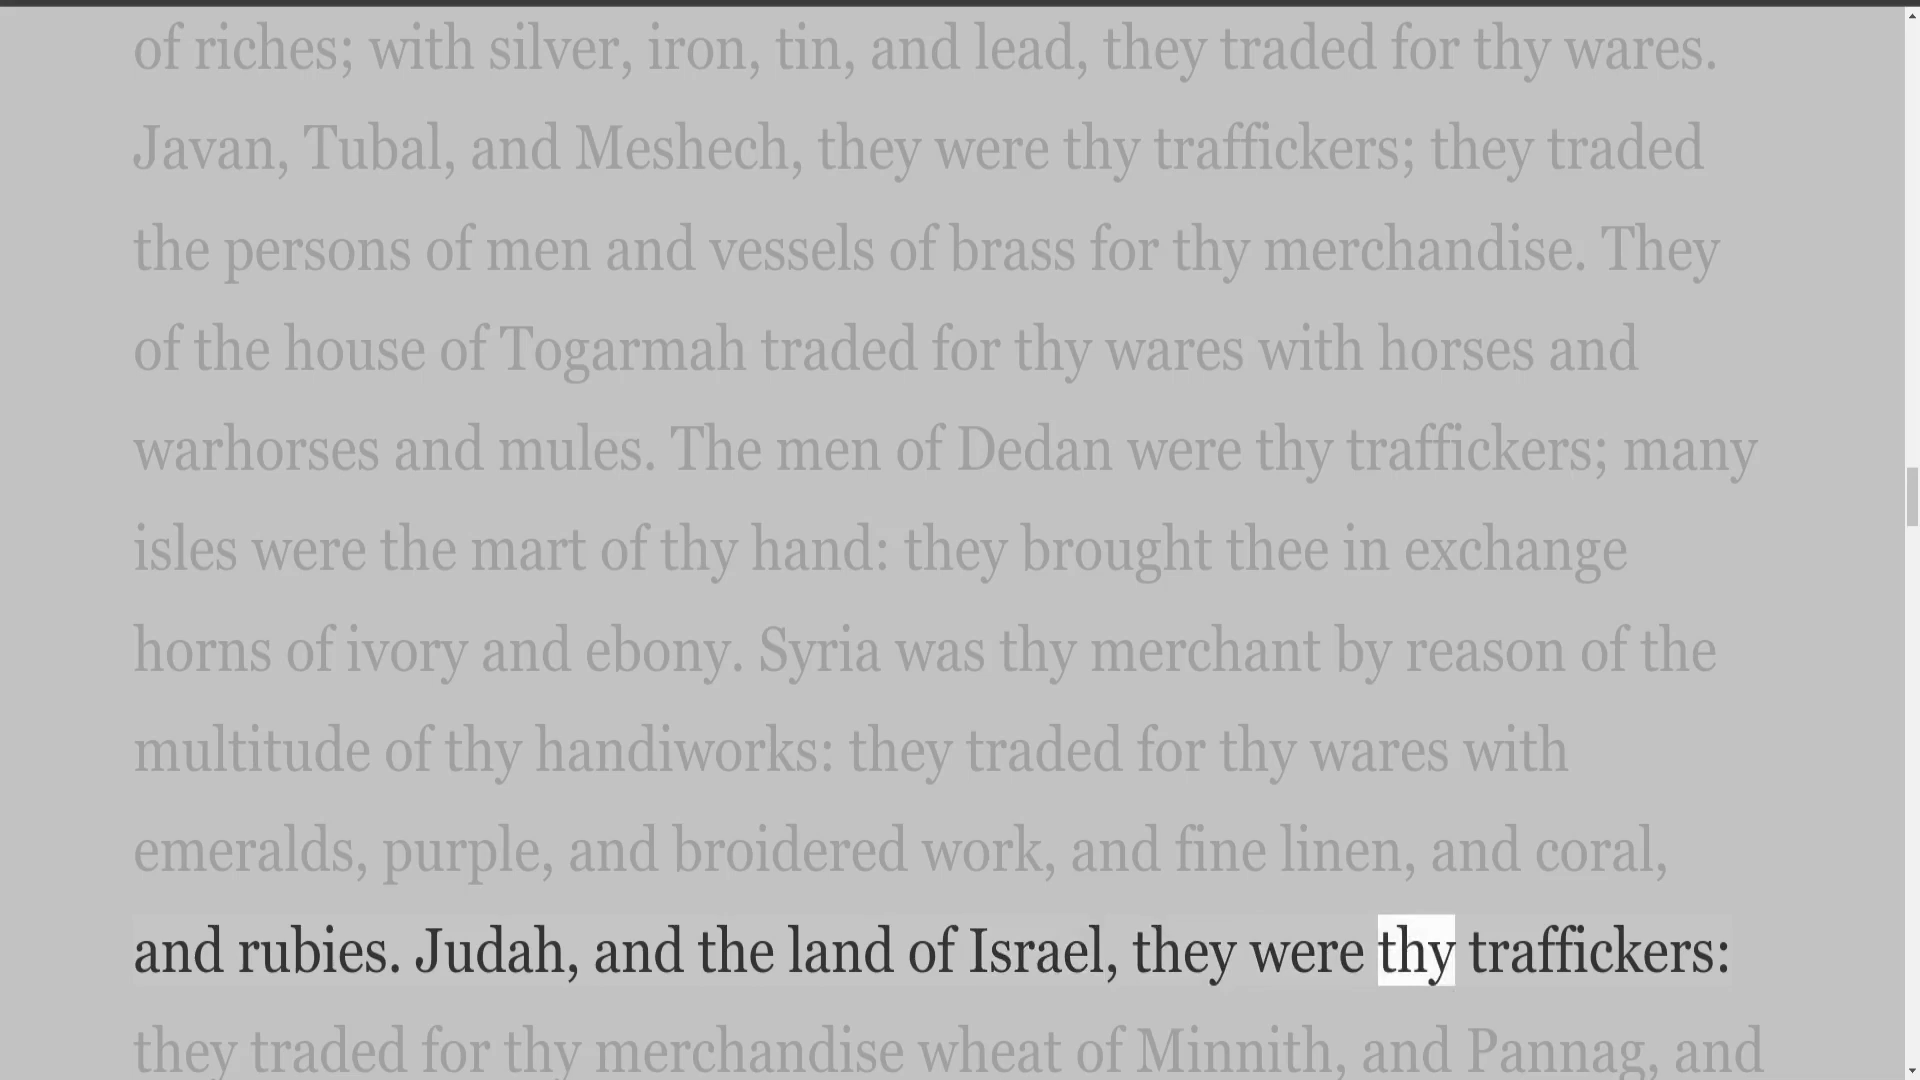 of riches; with silver, iron, tin, and lead, they traded for thy wares.
Javan, Tubal, and Meshech, they were thy traffickers; they traded
the persons of men and vessels of brass for thy merchandise. They
of the house of Togarmah traded for thy wares with horses and
warhorses and mules. The men of Dedan were thy traffickers; many
isles were the mart of thy hand: they brought thee in exchange
horns of ivory and ebony. Syria was thy merchant by reason of the
multitude of thy handiworks: they traded for thy wares with
emeralds, purple, and broidered work, and fine linen, and coral,
and rubies. Judah, and the land of Israel, they were thy traffickers:
they traded for thy merchandise wheat of Minnith, and Pannag, and